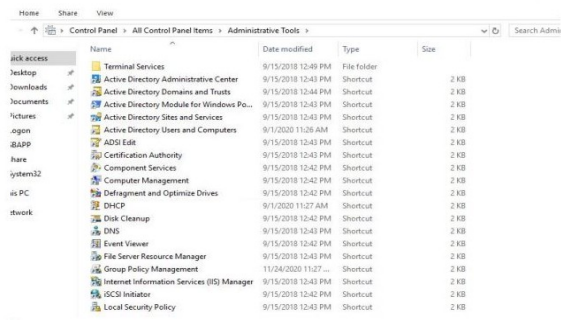 Home Share View
Control Panel > All Control Panel Items > Administrative Tools >
Search Admi
Name Date modified Type Size
uick access
Desktop
Downloads
Documents
Pictures
ogon
BAPP
hare
ystem32
is PC
etwork
Terminal Services 9/15/2018 12:49 PM File folder
Active Directory Administrative Center 9/15/2018 12:43 PM Shortcut 2 KB
Active Directory Domains and Trusts 9/15/2018 12:44 PM Shortcut 2 KB
Active Directory Module for Windows Po... 9/15/2018 12:43 PM Shortcut 2 KB
Active Directory Sites and Services 9/15/2018 12:43 PM Shortcut 2 KB
Active Directory Users and Computers 9/1/2020 11:26 AM Shortcut 2 KB
ADSI Edit 9/15/2018 12:43 PM Shortcut 2 KB
Certification Authority 9/15/2018 12:43 PM Shortcut 2 KB
Component Services 9/15/2018 12:42 PM Shortcut 2 KB
Computer Management 9/15/2018 12:42 PM Shortcut 2 KB
Defragment and Optimize Drives 9/15/2018 12:42 PM Shortcut 2 KB
DHCP 9/1/2020 11:27 AM Shortcut 2 KB
Disk Cleanup 9/15/2018 12:42 PM Shortcut 2 KB
DNS 9/15/2018 12:43 PM Shortcut 2 KB
Event Viewer 9/15/2018 12:42 PM Shortcut 2 KB
File Server Resource Manager 9/15/2018 12:43 PM Shortcut 2 KB
Group Policy Management 11/24/2020 11:27 ... Shortcut 2 KB
Internet Information Services (IIS) Manager 9/15/2018 12:43 PM Shortcut 2 KB
iSCSI Initiator 9/15/2018 12:42 PM Shortcut 2 KB
Local Security Policy 9/15/2018 12:43 PM Shortcut 2 KB